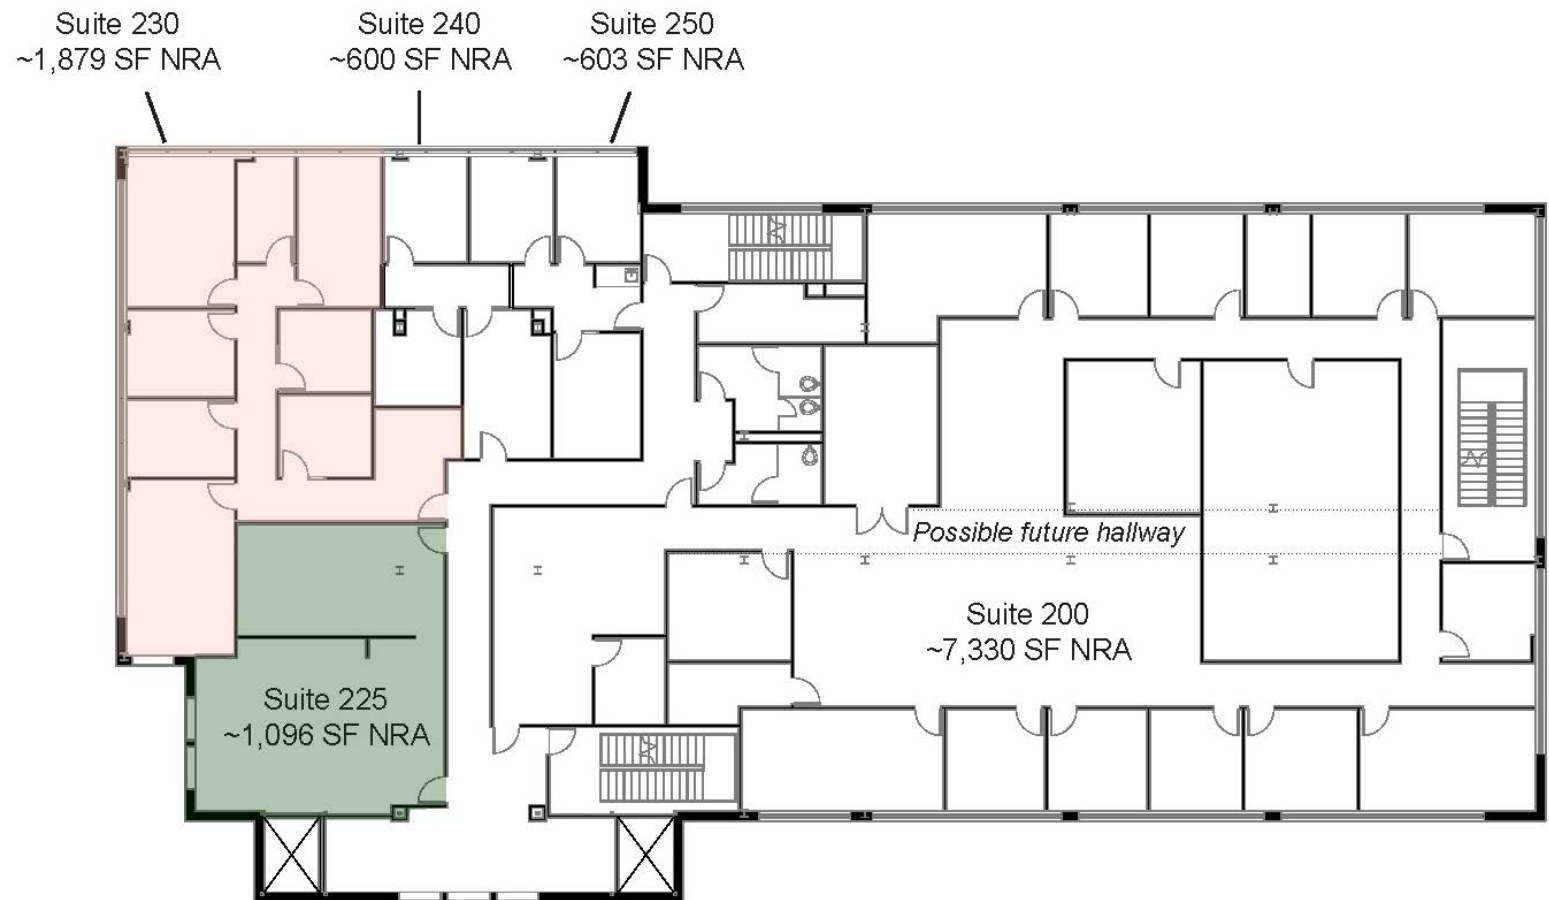 Suite 230
~1,879 SF NRA
Suite 240
~600 SF NRA
Suite 250
~603 SF NRA
Possible future hallway
Suite 200
~7,330 SF NRA
Suite 225
~1,096 SF NRA